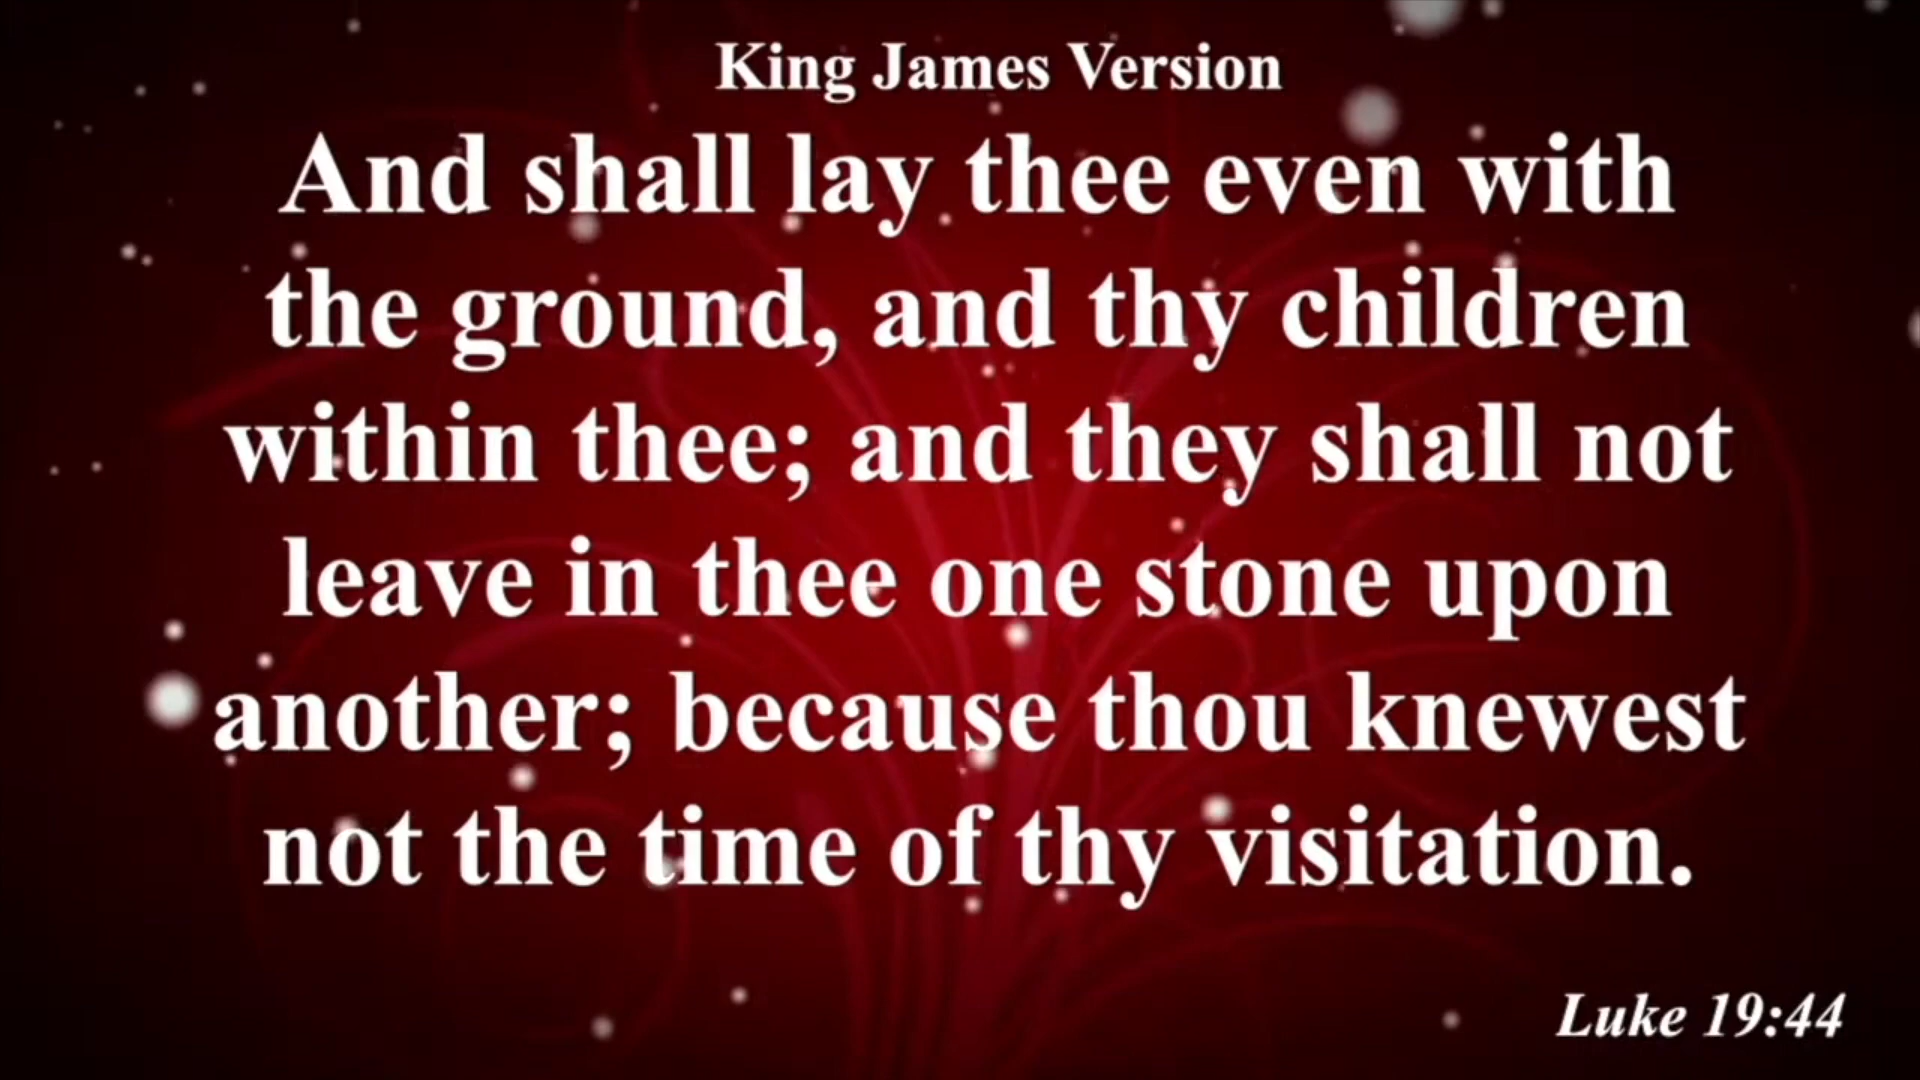 King James Version
And shall lay thee even with
the ground, and thy children
within thee; and they shall not
leave in thee one stone upon
another; because thou knewest
not the time of thy visitation.
Luke 19:44